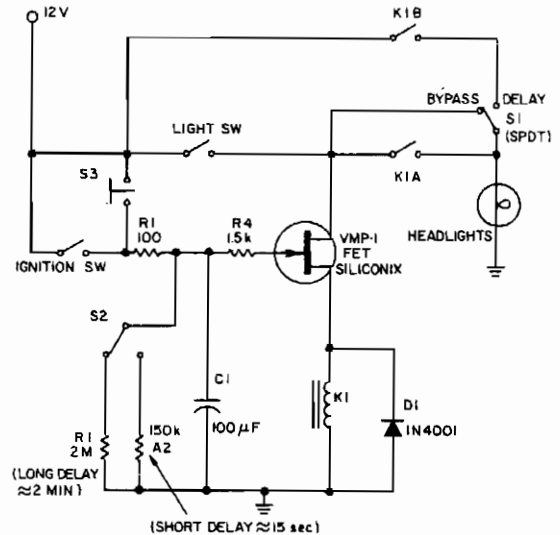 12V
K1B
BYPASS
DELAY
S1
(SPDT)
LIGHT SW
S3
K1A
R1
100
R4
1.5k
VMP-1
FET
SILICONIX
HEADLIGHTS
IGNITION SW
S2
C1
100µF
K1
D1
1N4001
R1
2M
150k
A2
(LONG DELAY
≈2 MIN)
(SHORT DELAY ≈15 sec)